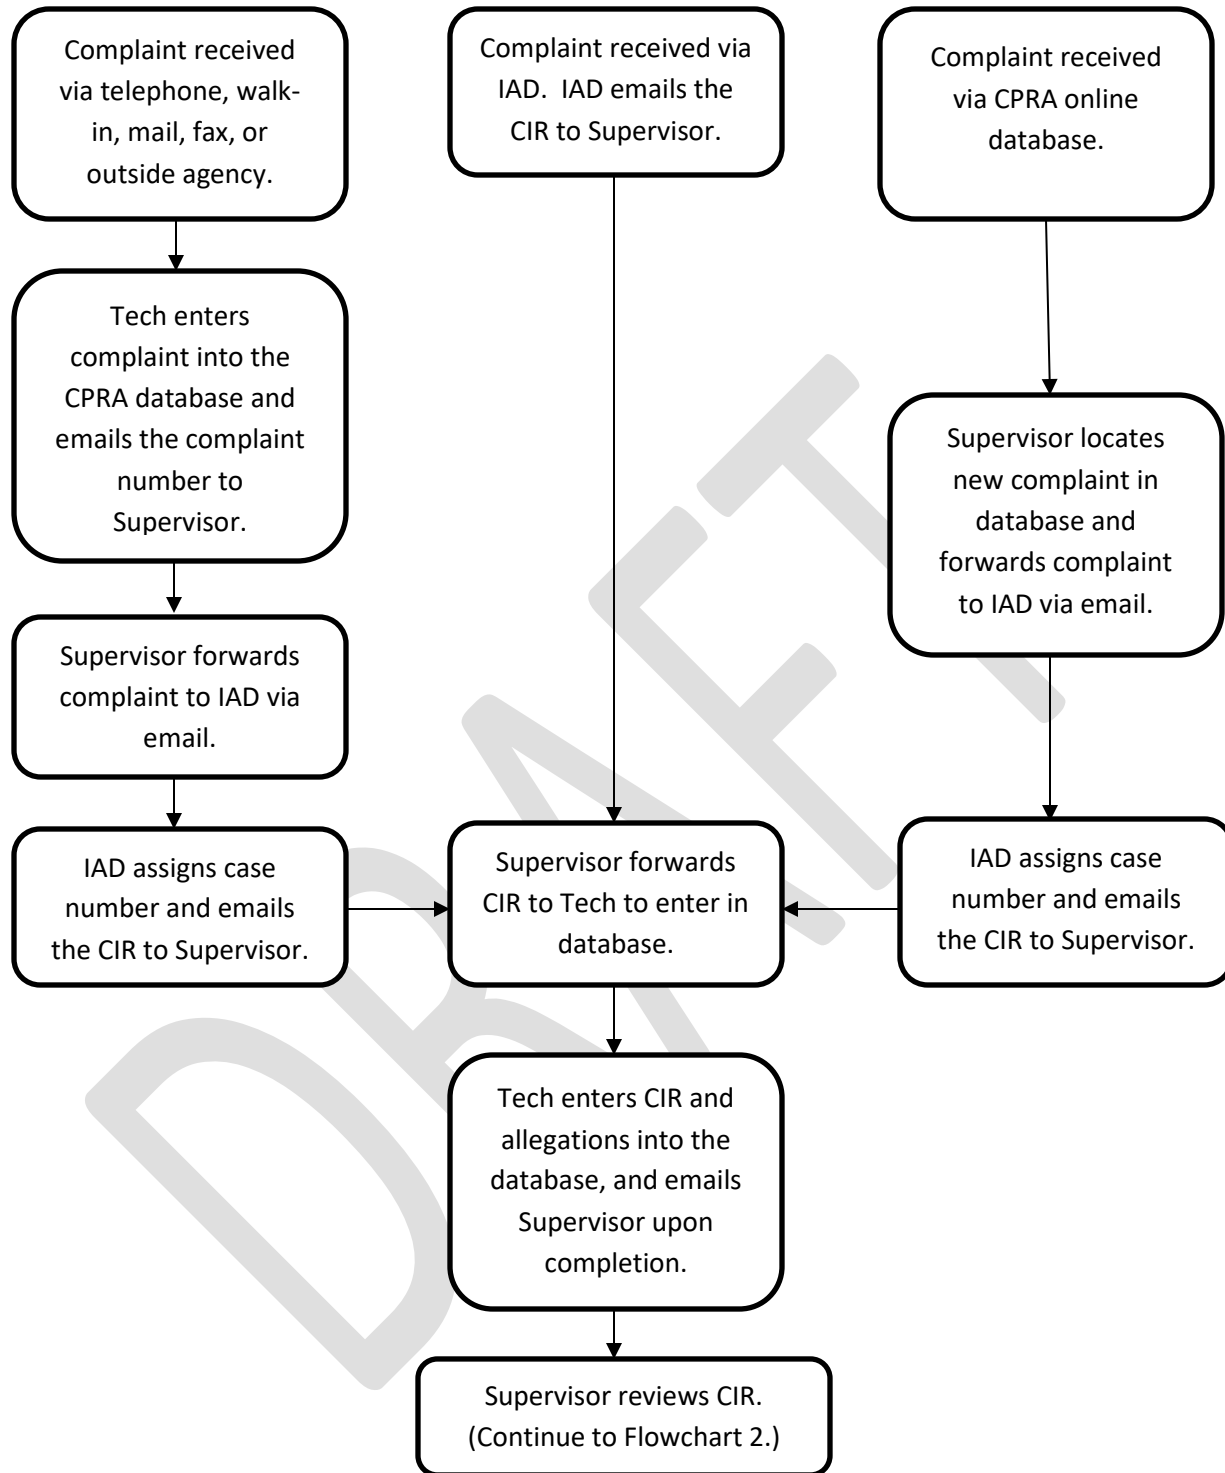 Complaint received
via telephone, walk-
in, mail, fax, or
outside agency.
Complaint received via
IAD.  IAD emails the
CIR to Supervisor.
Complaint received
via CPRA online
database.
Tech enters
complaint into the
CPRA database and
emails the complaint
number to
Supervisor.
Supervisor locates
new complaint in
database and
forwards complaint
to IAD via email.
Supervisor forwards
complaint to IAD via
email.
IAD assigns case
number and emails
the CIR to Supervisor.
Supervisor forwards
CIR to Tech to enter in
database.
IAD assigns case
number and emails
the CIR to Supervisor.
Tech enters CIR and
allegations into the
database, and emails
Supervisor upon
completion.
Supervisor reviews CIR.
(Continue to Flowchart 2.)
DRAFT